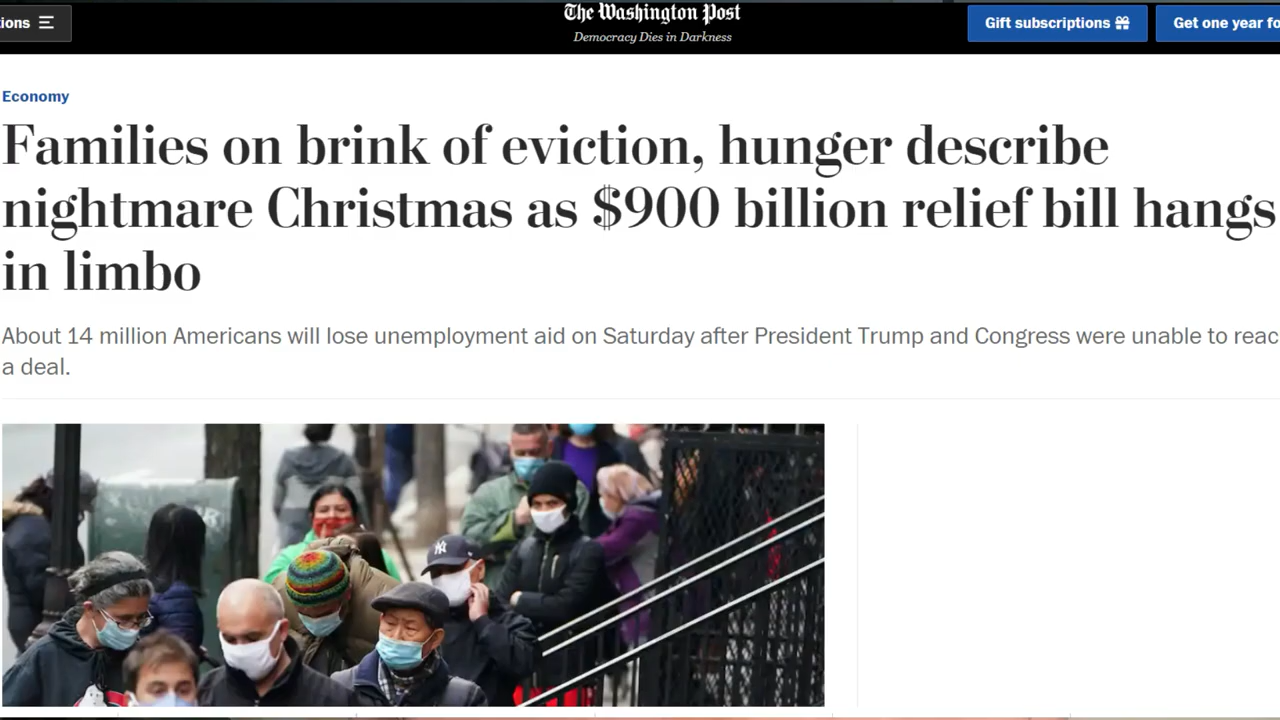 ions
The Washington Post
Democracy Dies in Darkness
Gift subscriptions
Get one year fo
Economy
Families on brink of eviction, hunger describe
nightmare Christmas as $900 billion relief bill hangs
in limbo
About 14 million Americans will lose unemployment aid on Saturday after President Trump and Congress were unable to reac
a deal.